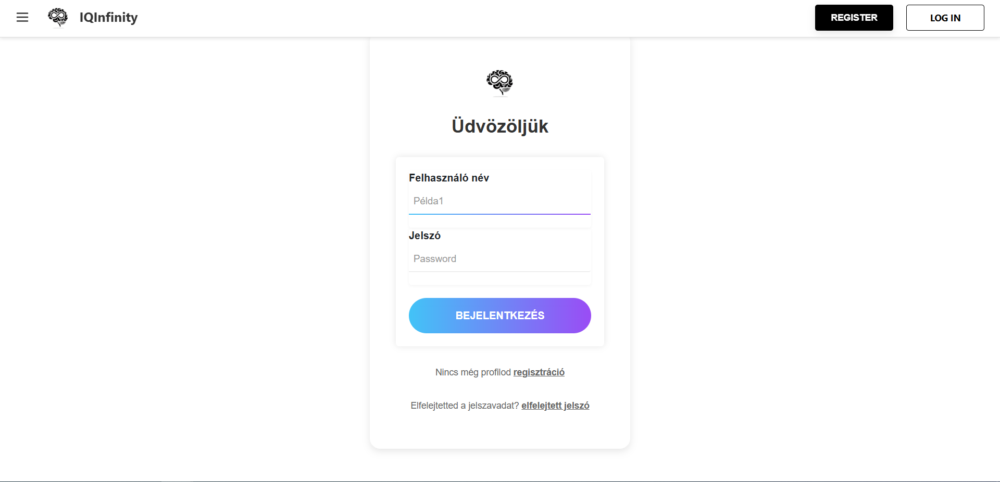 IQInfinity
REGISTER
LOG IN
Üdvözöljük
Felhasználó név
Példa1
Jelszó
Password
BEJELENTKEZÉS
Nincs még profilod regisztráció
Elfelejtetted a jelszavadat? elfelejtett jelszó